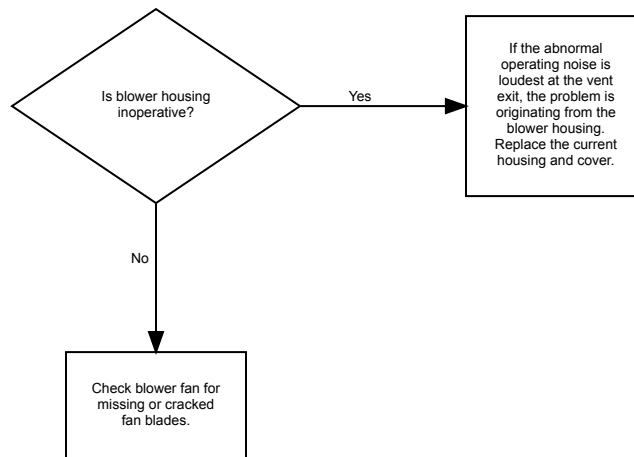 Is blower housing
inoperative?
Yes
If the abnormal
operating noise is
loudest at the vent
exit, the problem is
originating from the
blower housing.
Replace the current
housing and cover.
No
Check blower fan for
missing or cracked
fan blades.